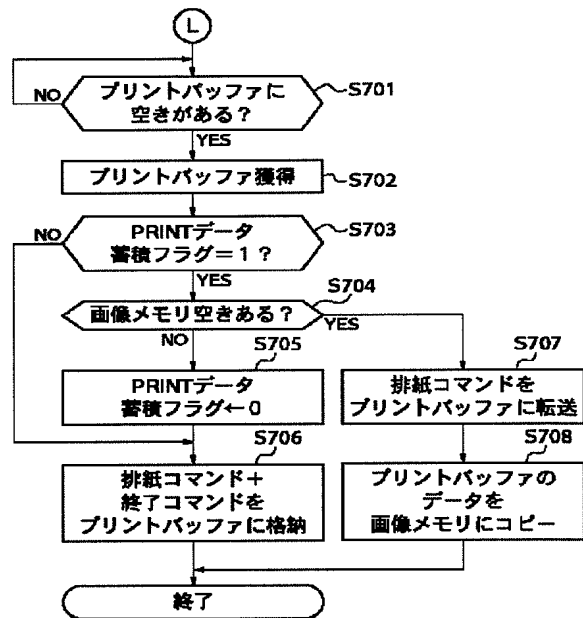 L
プリントバッファに
空きがある？
S701
NO
YES
プリントバッファ獲得
S702
PRINTデータ
蓄積フラグ＝1？
S703
NO
YES
画像メモリ空きある？
S704
YES
NO
S705
PRINTデータ
蓄積フラグ←0
S707
排紙コマンドを
プリントバッファに転送
S706
排紙コマンド＋
終了コマンドを
プリントバッファに格納
S708
プリントバッファの
データを
画像メモリにコピー
終了